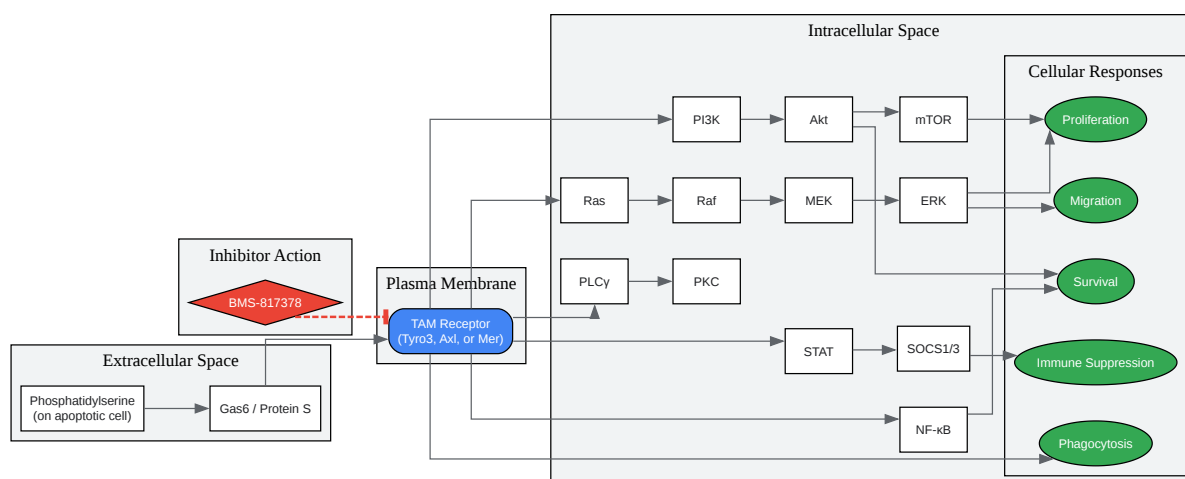 Intracellular Space
Cellular Responses
PI3K
Akt
mTOR
Proliferation
Ras
Raf
MEK
ERK
Migration
Inhibitor Action
BMS-817378
Plasma Membrane
TAM Receptor
(Tyro3, Axl, or Mer)
PLCγ
PKC
Survival
STAT
SOCS1/3
Immune Suppression
Extracellular Space
Phosphatidylserine
(on apoptotic cell)
Gas6 / Protein S
NF-κB
Phagocytosis